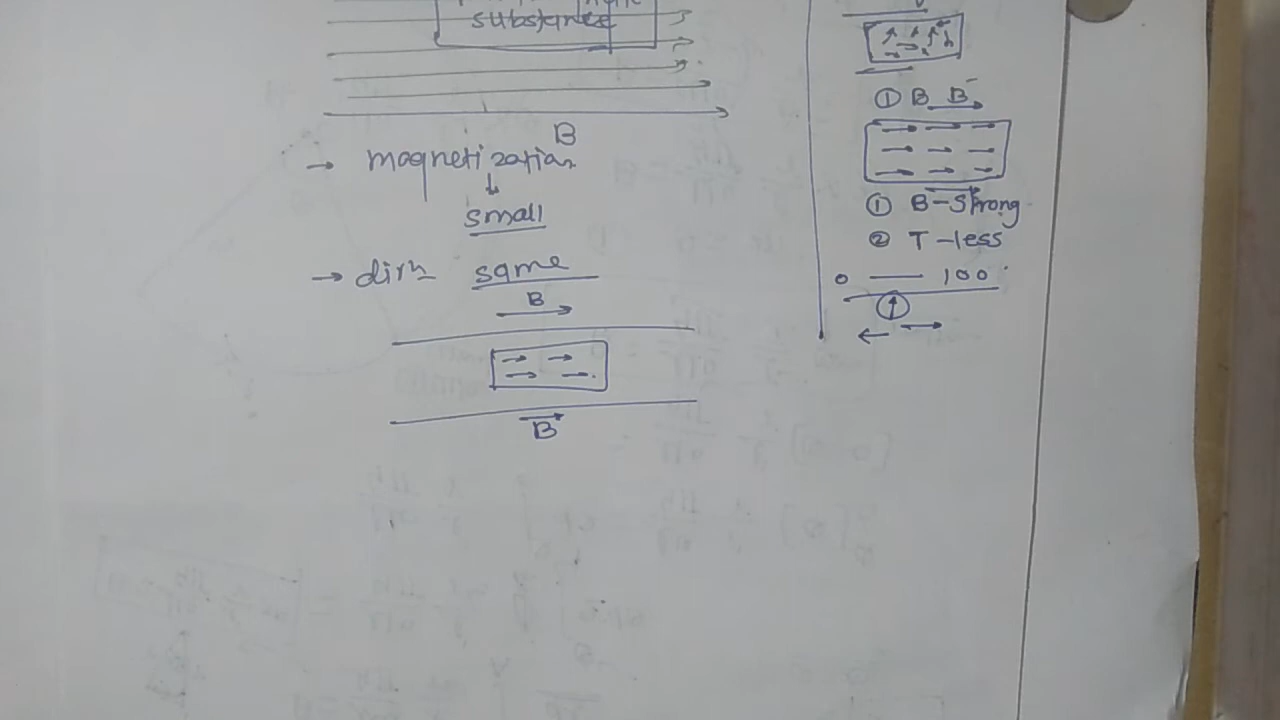 substance
B
→ magnetization
↓
small
→ dirn same
B
B
① B B
① B-strong
② T-less
0 — 100